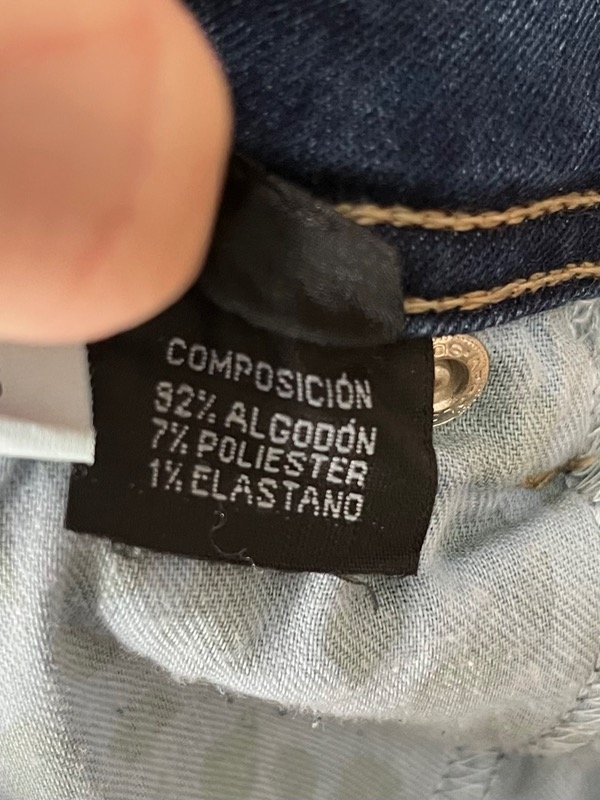 COMPOSICIÓN
92% ALGODÓN
7% POLIESTER
1% ELASTANO